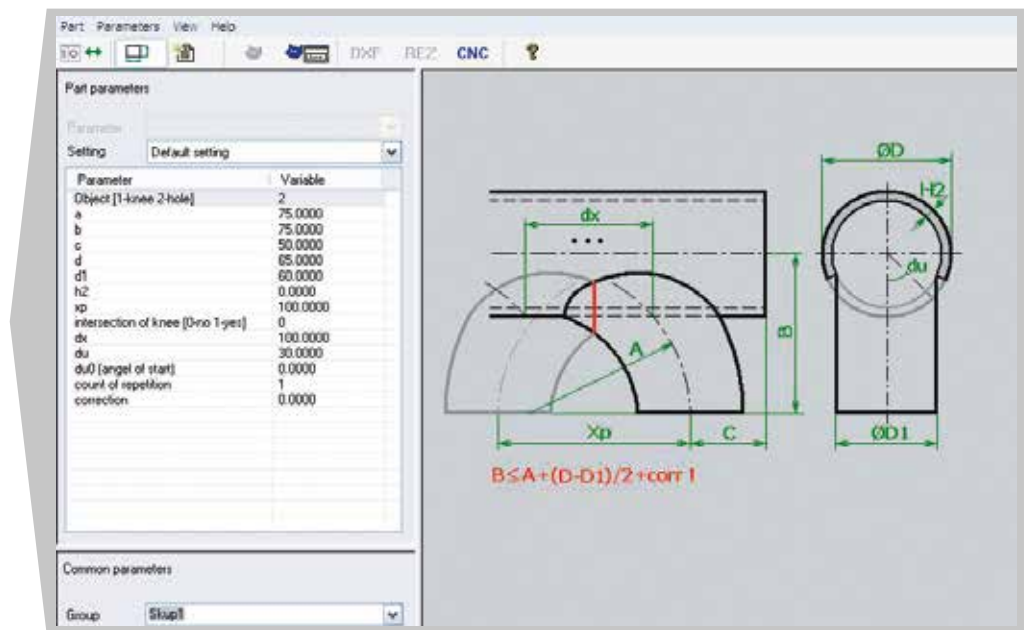 Part Parameters View Help
DXF REZ CNC ?
Part parameters
Parameter
Setting Default setting
Parameter Variable
Object [1-knee 2-hole] 2
a 75.0000
b 75.0000
c 50.0000
d 65.0000
d1 60.0000
h2 0.0000
xp 100.0000
intersection of knee [0-no 1-yes] 0
dx 100.0000
du 30.0000
du0 [angel of start] 0.0000
count of repetition 1
correction 0.0000
Common parameters
Group Skup1
ØD
H2
dx
du
B
A
Xp C ØD1
B≤A+(D-D1)/2+corr1